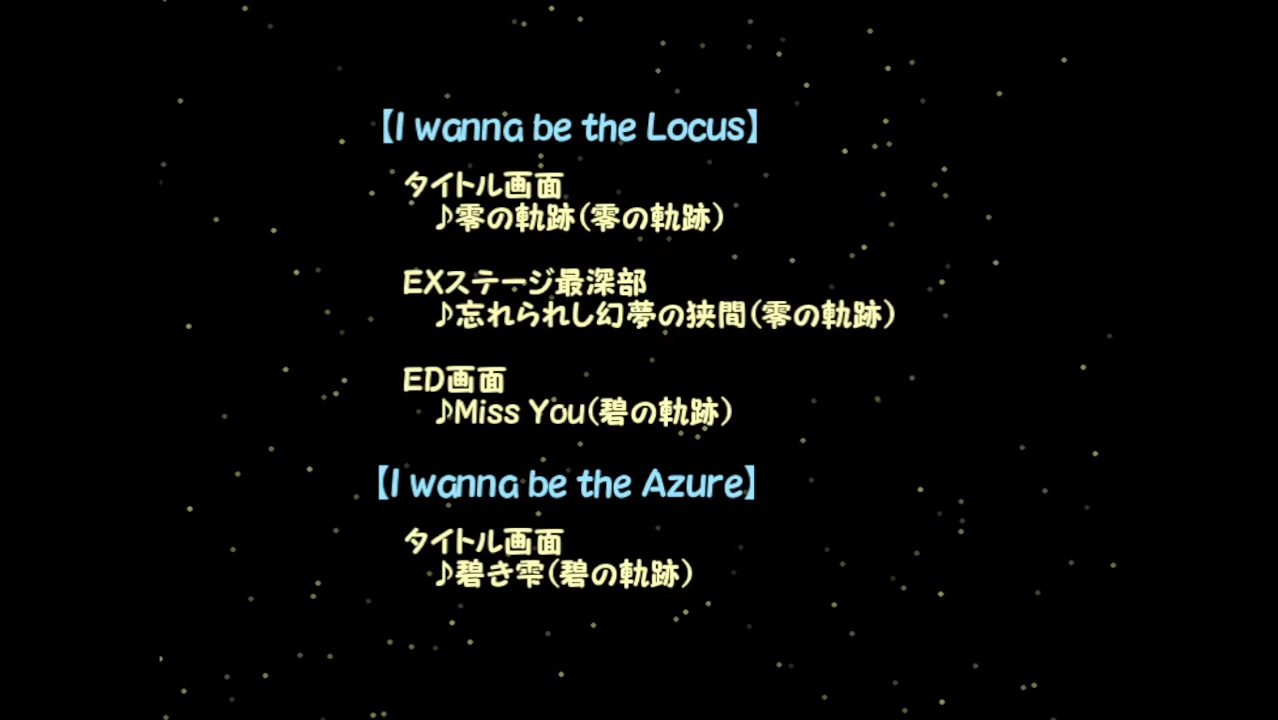 【I wanna be the Locus】
タイトル画面
♪零の軌跡(零の軌跡)
EXステージ最深部
♪忘れられし幻夢の狭間(零の軌跡)
ED画面
♪Miss You(碧の軌跡)
【I wanna be the Azure】
タイトル画面
♪碧き雫(碧の軌跡)